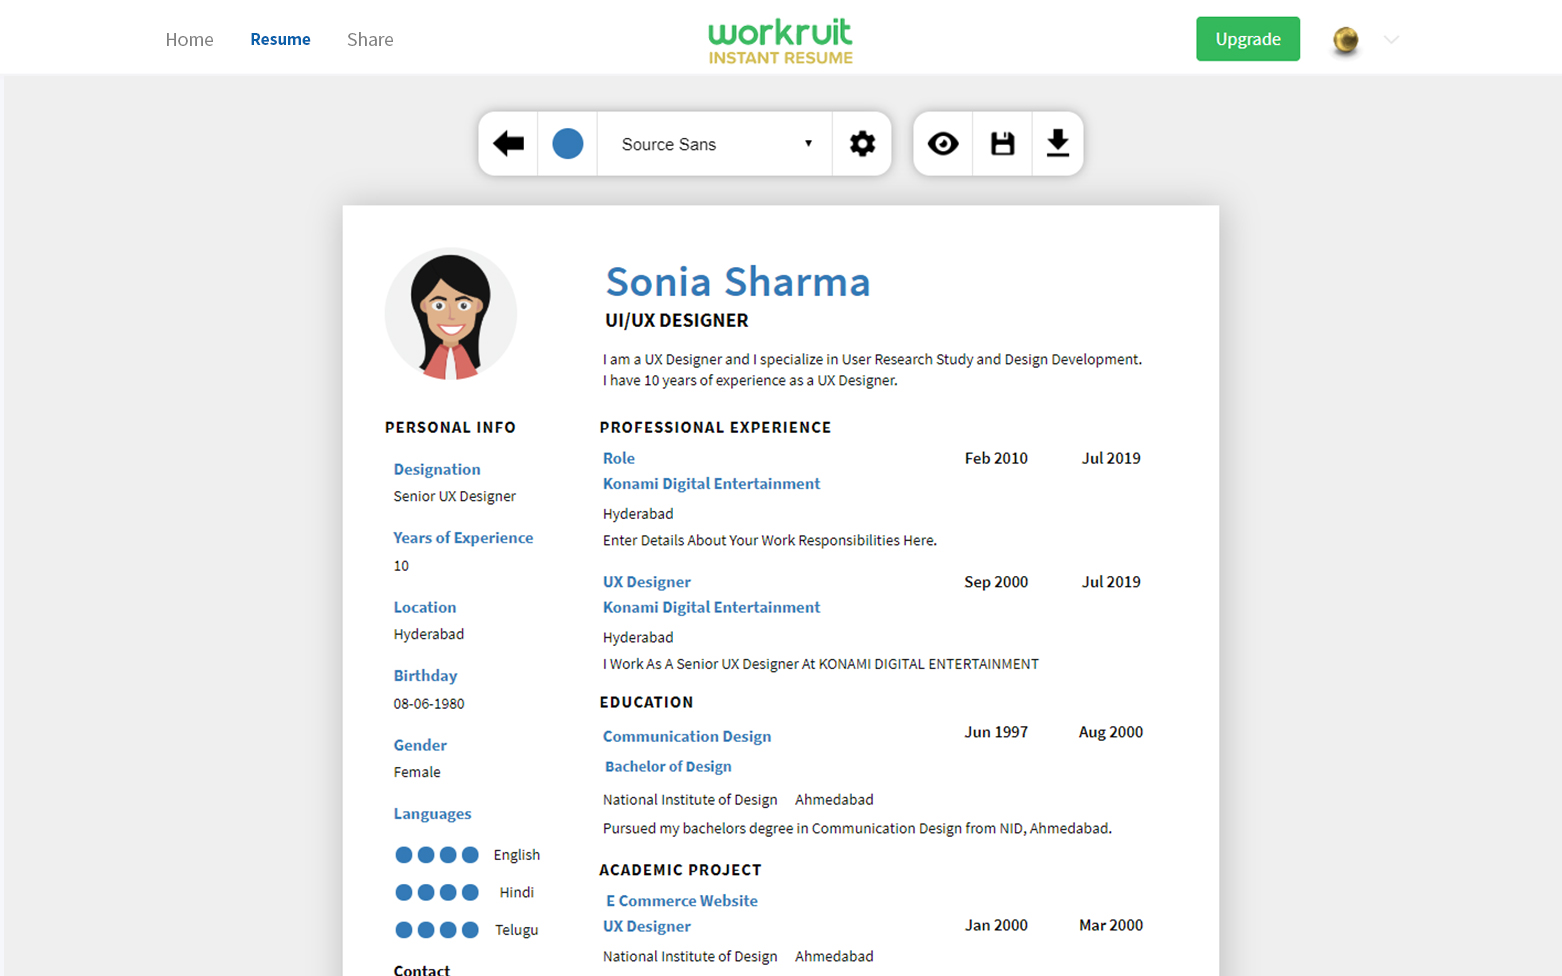 Home Resume Share
workruit
INSTANT RESUME
Upgrade
Source Sans
Sonia Sharma
UI/UX DESIGNER
I am a UX Designer and I specialize in User Research Study and Design Development.
I have 10 years of experience as a UX Designer.
PERSONAL INFO
Designation
Senior UX Designer
Years of Experience
10
Location
Hyderabad
Birthday
08-06-1980
Gender
Female
Languages
English
Hindi
Telugu
Contact
PROFESSIONAL EXPERIENCE
Role Feb 2010 Jul 2019
Konami Digital Entertainment
Hyderabad
Enter Details About Your Work Responsibilities Here.
UX Designer Sep 2000 Jul 2019
Konami Digital Entertainment
Hyderabad
I Work As A Senior UX Designer At KONAMI DIGITAL ENTERTAINMENT
EDUCATION
Communication Design Jun 1997 Aug 2000
Bachelor of Design
National Institute of Design Ahmedabad
Pursued my bachelors degree in Communication Design from NID, Ahmedabad.
ACADEMIC PROJECT
E Commerce Website
UX Designer Jan 2000 Mar 2000
National Institute of Design Ahmedabad